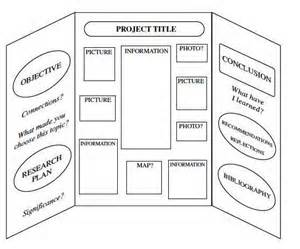 PROJECT TITLE
OBJECTIVE
Connections?
What made you
choose this topic?
RESEARCH
PLAN
Significance?
PICTURE
INFORMATION
PHOTO?
PICTURE
PICTURE
PHOTO?
INFORMATION
MAP?
INFORMATION
CONCLUSION
What have
I learned?
RECOMMENDATIONS
REFLECTIONS
BIBLIOGRAPHY